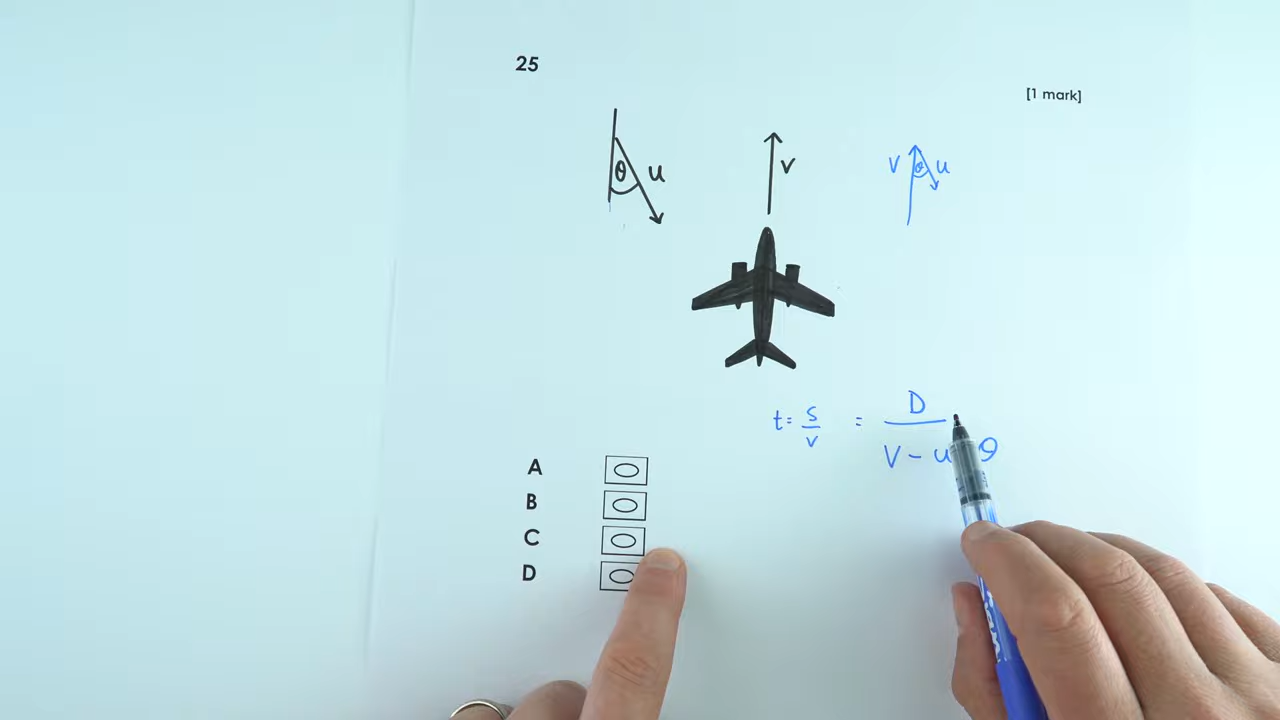 25
[1 mark]
θ u
v
v θ u
t = s/v = D
V - u θ
A
B
C
D